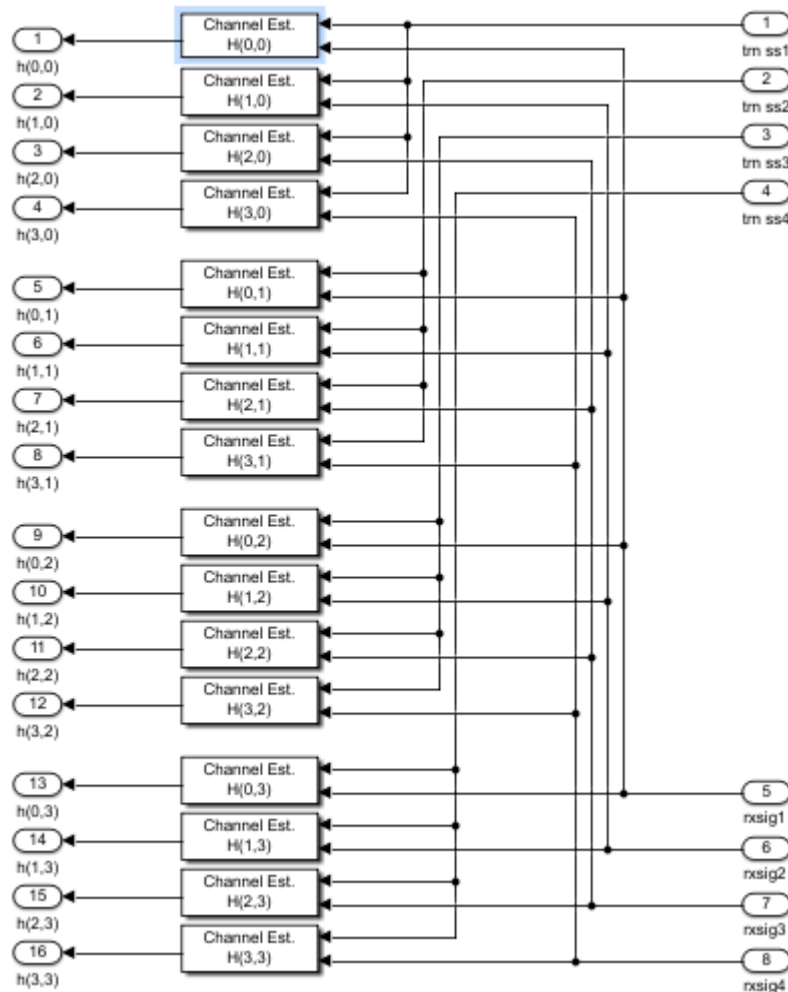 Channel Est.
H(0,0)
1
h(0,0)
1
trn ss1
Channel Est.
H(1,0)
2
h(1,0)
2
trn ss2
Channel Est.
H(2,0)
3
h(2,0)
3
trn ss3
Channel Est.
H(3,0)
4
h(3,0)
4
trn ss4
Channel Est.
H(0,1)
5
h(0,1)
Channel Est.
H(1,1)
6
h(1,1)
Channel Est.
H(2,1)
7
h(2,1)
Channel Est.
H(3,1)
8
h(3,1)
Channel Est.
H(0,2)
9
h(0,2)
Channel Est.
H(1,2)
10
h(1,2)
Channel Est.
H(2,2)
11
h(2,2)
Channel Est.
H(3,2)
12
h(3,2)
Channel Est.
H(0,3)
13
h(0,3)
5
rxsig1
Channel Est.
H(1,3)
14
h(1,3)
6
rxsig2
Channel Est.
H(2,3)
15
h(2,3)
7
rxsig3
Channel Est.
H(3,3)
16
h(3,3)
8
rxsig4